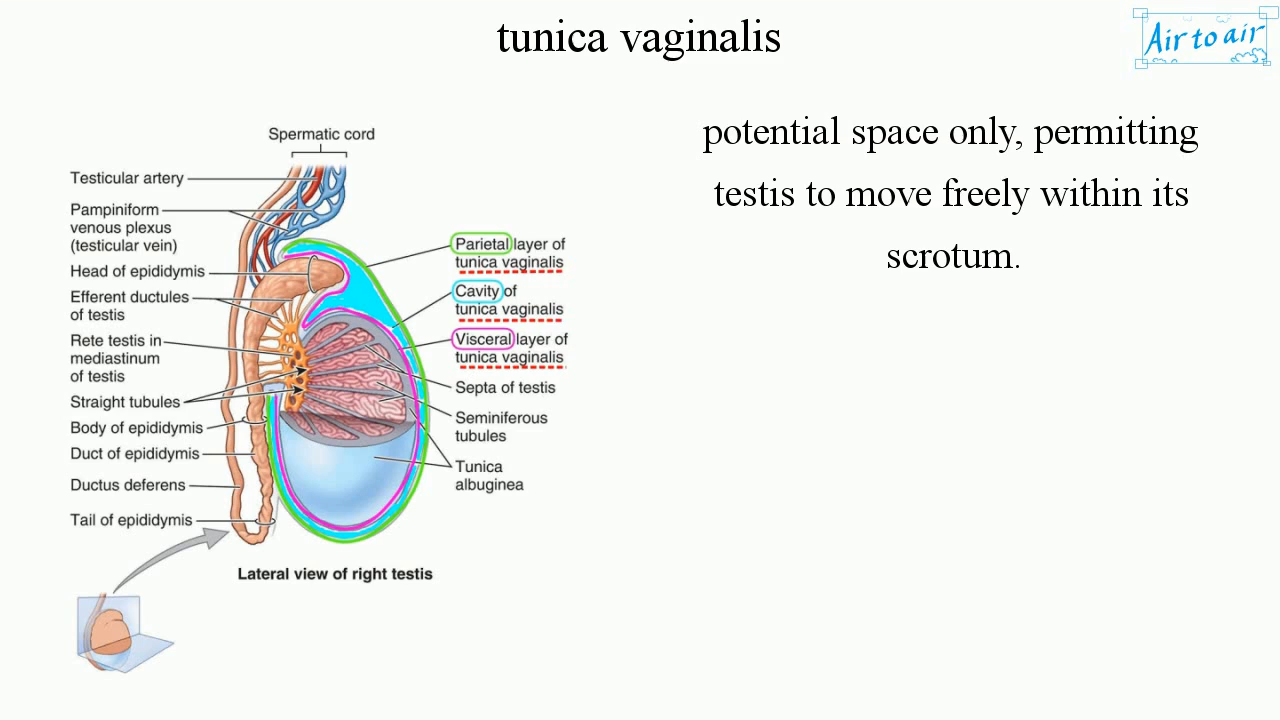 tunica vaginalis
Air to air
potential space only, permitting
testis to move freely within its
scrotum.
Spermatic cord
Testicular artery
Pampiniform
venous plexus
(testicular vein)
Head of epididymis
Efferent ductules
of testis
Rete testis in
mediastinum
of testis
Straight tubules
Body of epididymis
Duct of epididymis
Ductus deferens
Tail of epididymis
Parietal layer of
tunica vaginalis
Cavity of
tunica vaginalis
Visceral layer of
tunica vaginalis
Septa of testis
Seminiferous
tubules
Tunica
albuginea
Lateral view of right testis